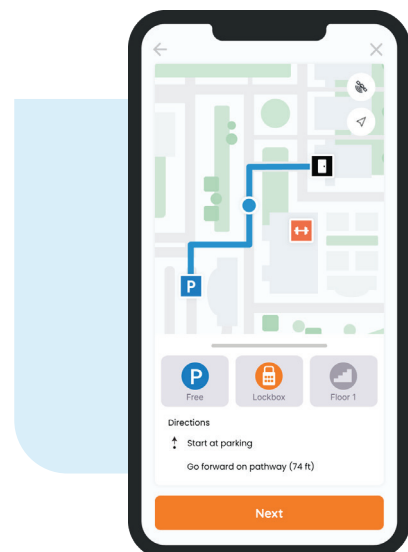 P
P
Free
Lockbox
Floor 1
Directions
Start at parking
Go forward on pathway (74 ft)
Next